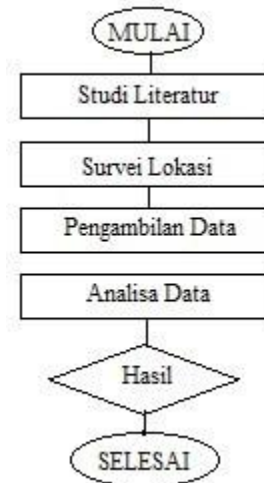 MULAI
Studi Literatur
Survei Lokasi
Pengambilan Data
Analisa Data
Hasil
SELESAI